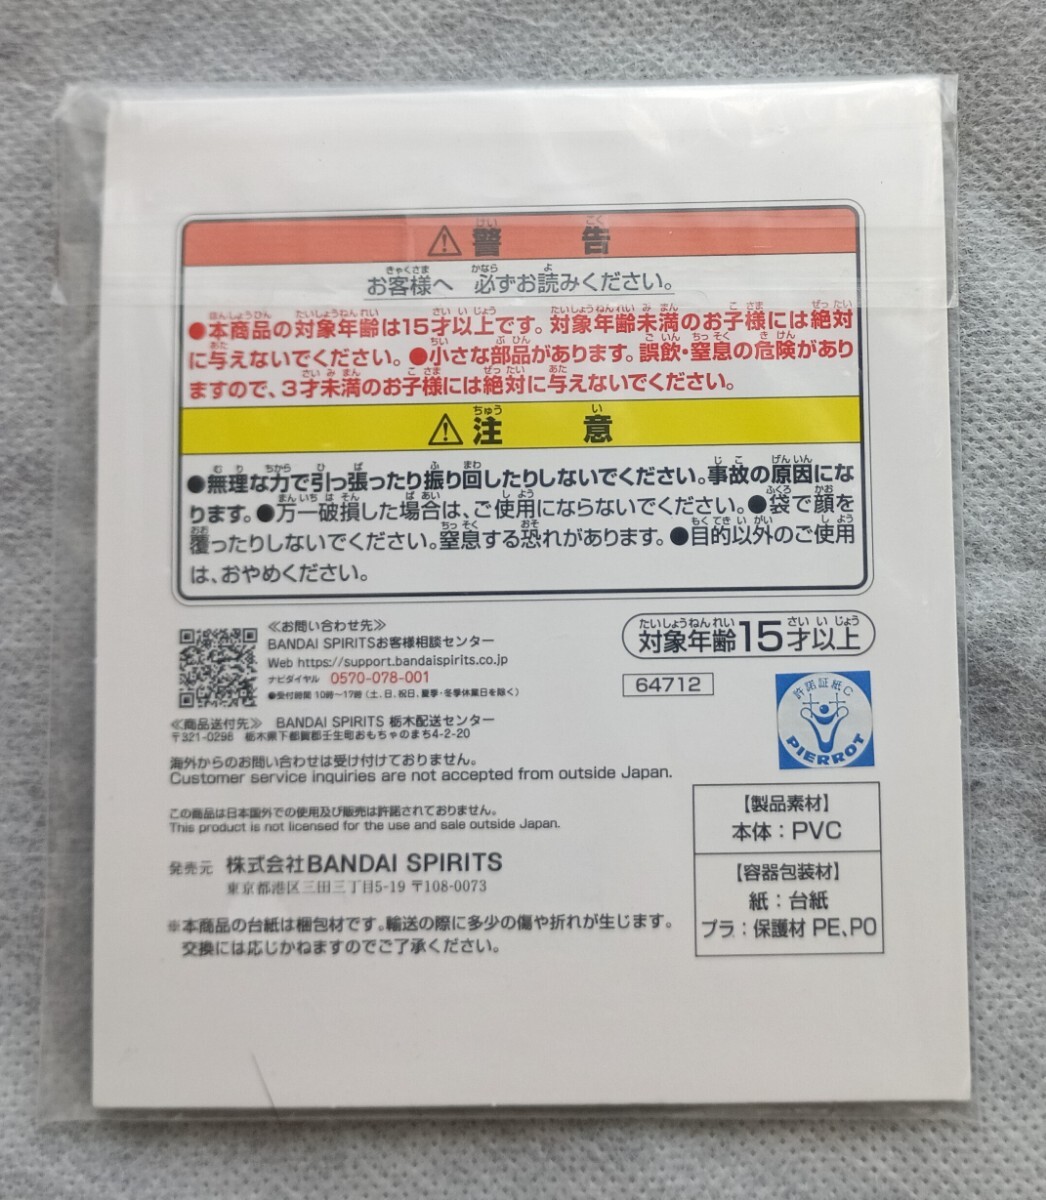 ⚠警告
お客様へ 必ずお読みください。
●本商品の対象年齢は15才以上です。対象年齢未満のお子様には絶対
に与えないでください。●小さな部品があります。誤飲・窒息の危険があり
ますので、3才未満のお子様には絶対に与えないでください。
⚠注意
●無理な力で引っ張ったり振り回したりしないでください。事故の原因にな
ります。●万一破損した場合は、ご使用にならないでください。●袋で顔を
覆ったりしないでください。窒息する恐れがあります。●目的以外のご使用
は、おやめください。
≪お問い合わせ先≫
BANDAI SPIRITSお客様相談センター
Web https://support.bandaispirits.co.jp
ナビダイヤル 0570-078-001
●受付時間 10時〜17時(土、日、祝日、夏季・冬季休業日を除く)
≪商品送付先≫ BANDAI SPIRITS 栃木配送センター
〒321-0298 栃木県下都賀郡壬生町おもちゃのまち4-2-20
対象年齢15才以上
64712
許諾証紙C
PIERROT
海外からのお問い合わせは受け付けておりません。
Customer service inquiries are not accepted from outside Japan.
この商品は日本国外での使用及び販売は許諾されておりません。
This product is not licensed for the use and sale outside Japan.
発売元 株式会社BANDAI SPIRITS
東京都港区三田三丁目5-19 〒108-0073
※本商品の台紙は梱包材です。輸送の際に多少の傷や折れが生じます。
交換には応じかねますのでご了承ください。
【製品素材】
本体:PVC
【容器包装材】
紙:台紙
プラ:保護材 PE、PO